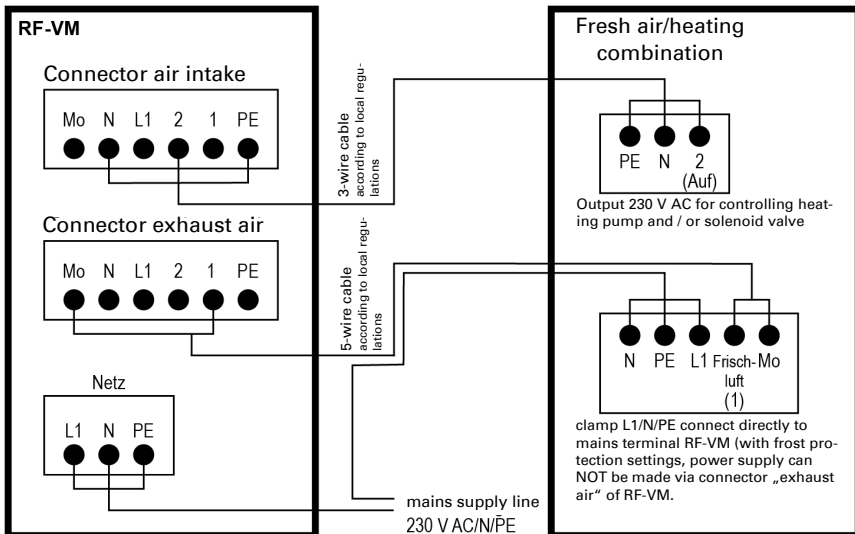 RF-VM
Connector air intake
Mo N L1 2 1 PE
Connector exhaust air
Mo N L1 2 1 PE
Netz
L1 N PE
3-wire cable
according to local regu-
lations
5-wire cable
according to local regu-
lations
mains supply line
230 V AC/N/PE
Fresh air/heating
combination
PE N 2
(Auf)
Output 230 V AC for controlling heat-
ing pump and / or solenoid valve
N PE L1 Frisch- Mo
luft
(1)
clamp L1/N/PE connect directly to
mains terminal RF-VM (with frost pro-
tection settings, power supply can
NOT be made via connector „exhaust
air“ of RF-VM.